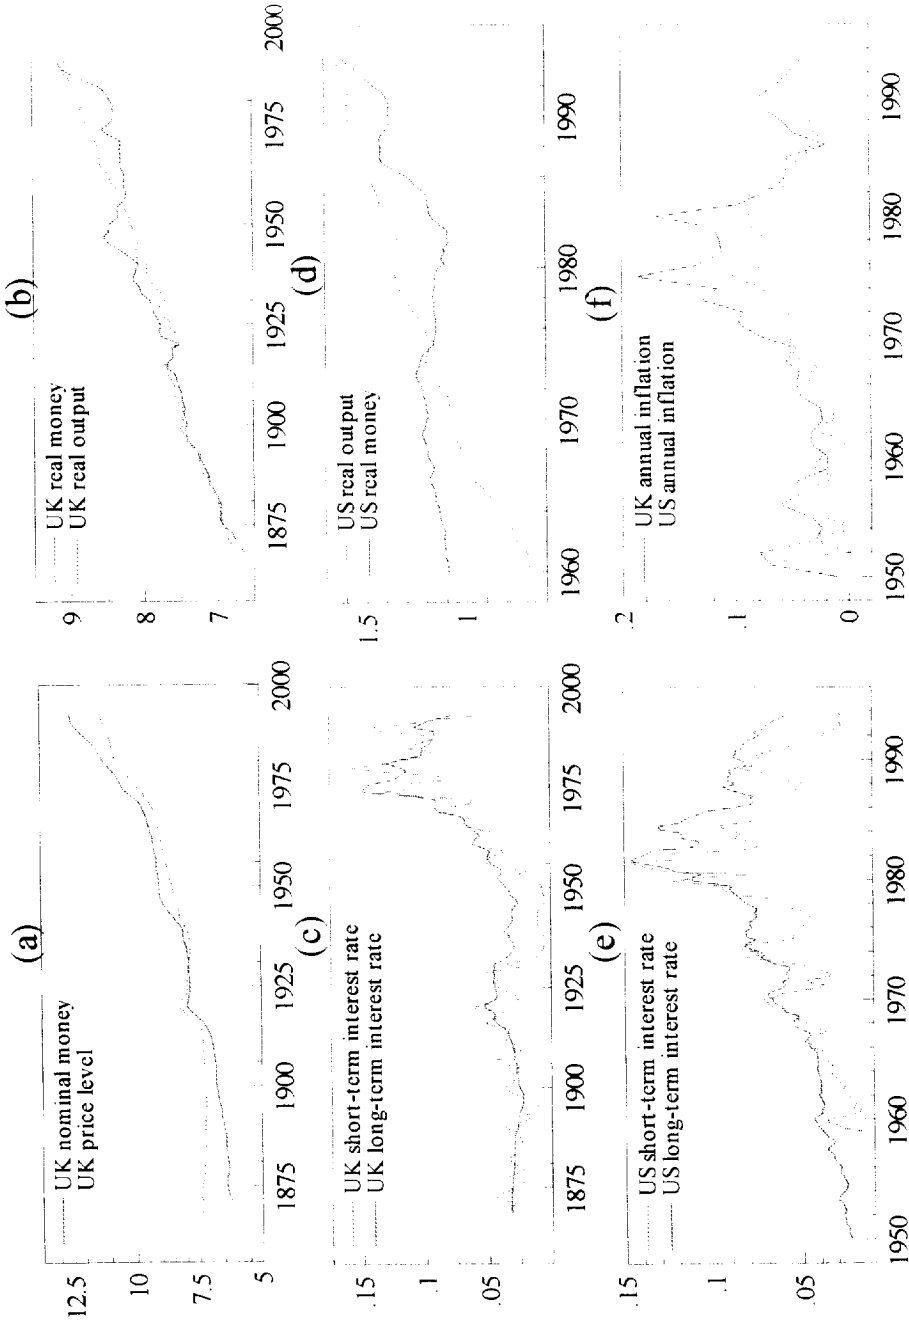 (a)
UK nominal money
UK price level
12.5
10
7.5
5
1875 1900 1925 1950 1975 2000
(b)
UK real money
UK real output
9
8
7
1875 1900 1925 1950 1975 2000
(c)
UK short-term interest rate
UK long-term interest rate
.15
.1
.05
1875 1900 1925 1950 1975 2000
(d)
US real output
US real money
1.5
1
1960 1970 1980 1990
(e)
US short-term interest rate
US long-term interest rate
.15
.1
.05
1950 1960 1970 1980 1990
(f)
UK annual inflation
US annual inflation
.2
.1
0
1950 1960 1970 1980 1990